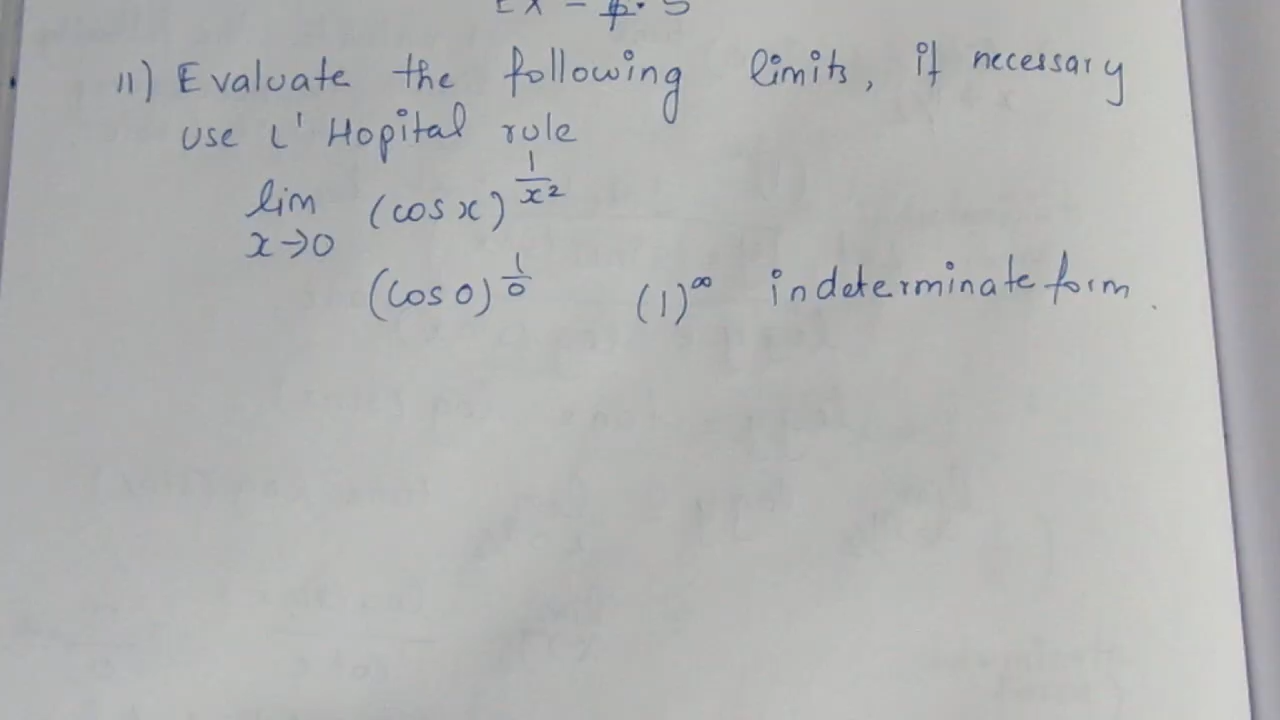 11) Evaluate the following limits, if necessary
use L' Hopital rule
lim (cos x)^(1/x²)
x→0
(cos 0)^(1/0) (1)^∞ indeterminate form.